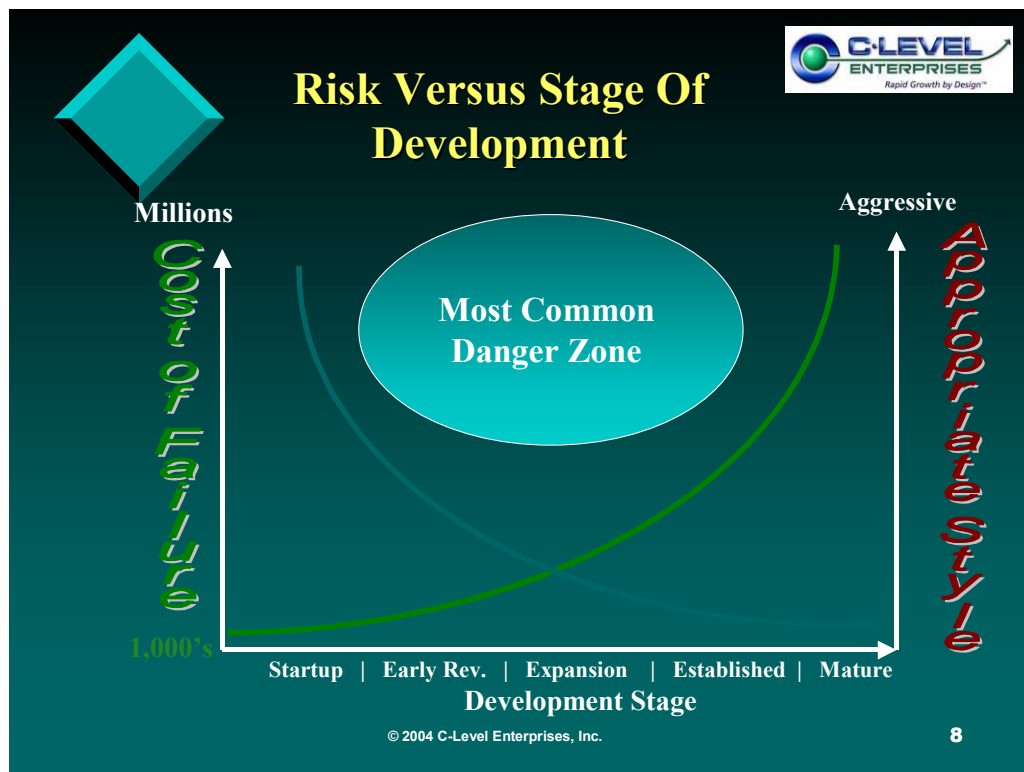 C·LEVEL
ENTERPRISES
Rapid Growth by Design™
Risk Versus Stage Of
Development
Millions
Aggressive
Cost of Failure
Appropriate Style
Most Common
Danger Zone
1,000’s
Startup | Early Rev. | Expansion | Established | Mature
Development Stage
© 2004 C-Level Enterprises, Inc.
8